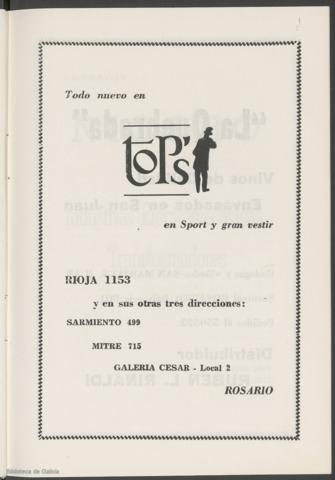 Todo nuevo en
toP's
en Sport y gran vestir
RIOJA 1153
y en sus otras tres direcciones:
SARMIENTO 499
MITRE 715
GALERIA CESAR - Local 2
ROSARIO
Biblioteca de Galicia